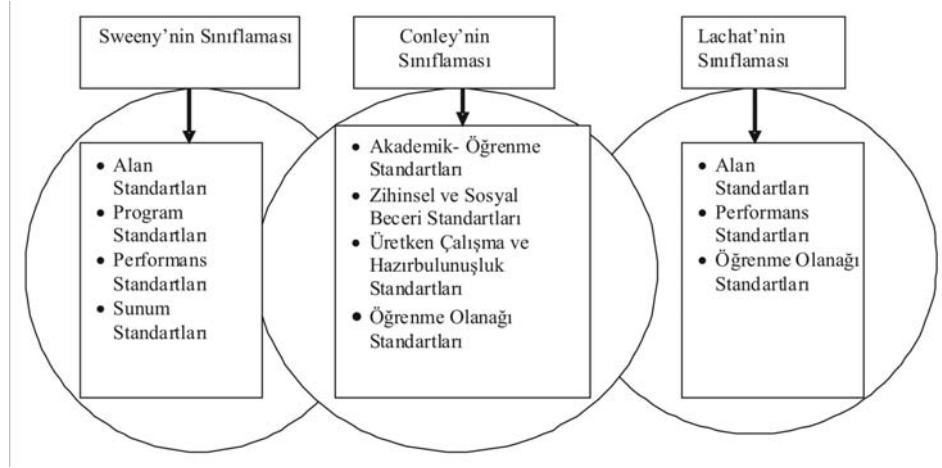 Sweeny’nin Sınıflaması
Conley’nin
Sınıflaması
Lachat’nin
Sınıflaması
• Alan
Standartları
• Program
Standartları
• Performans
Standartları
• Sunum
Standartları
• Akademik- Öğrenme
Standartları
• Zihinsel ve Sosyal
Beceri Standartları
• Üretken Çalışma ve
Hazırbulunuşluk
Standartları
• Öğrenme Olanağı
Standartları
• Alan
Standartları
• Performans
Standartları
• Öğrenme Olanağı
Standartları